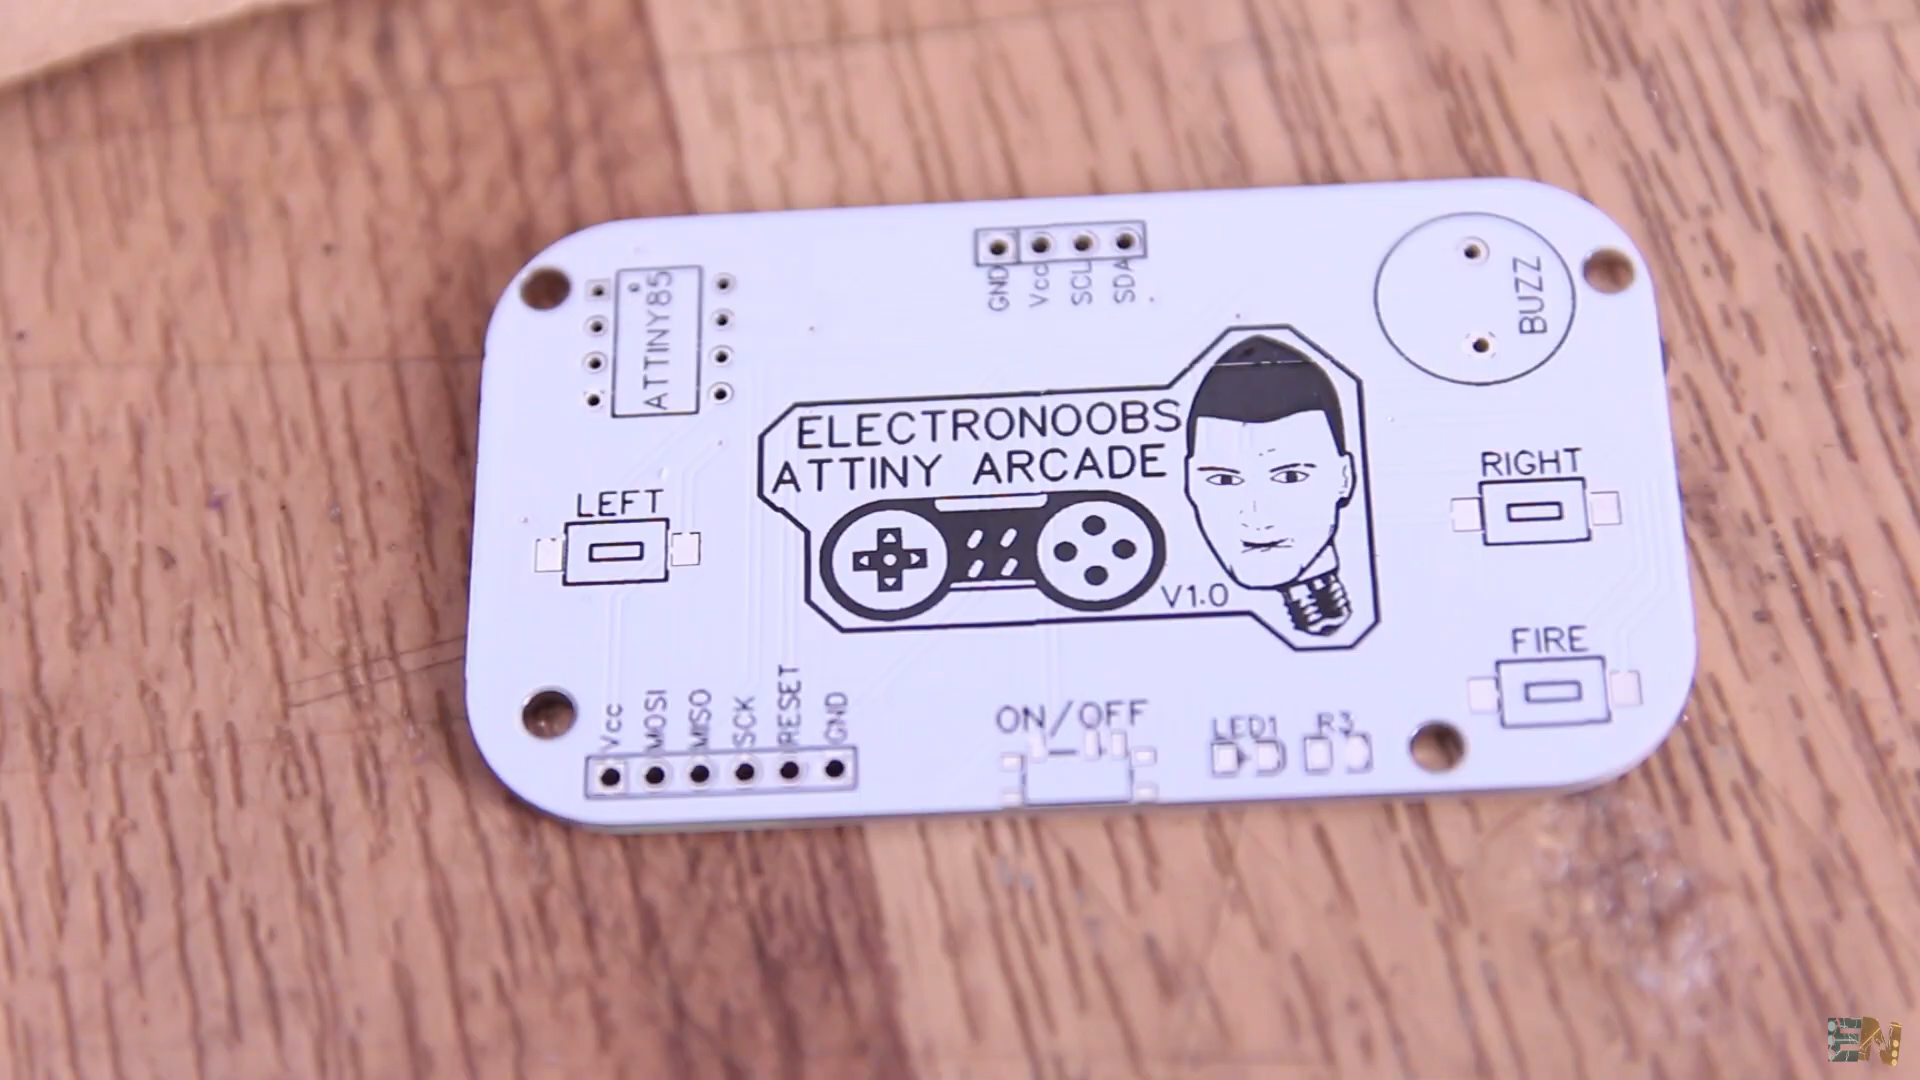 GND
Vcc
SCL
SDA
BUZZ
ATTINY85
ELECTRONOOBS
ATTINY ARCADE
V1.0
LEFT
RIGHT
FIRE
Vcc
MOSI
MISO
SCK
RESET
GND
ON/OFF
LED1
R3
EN